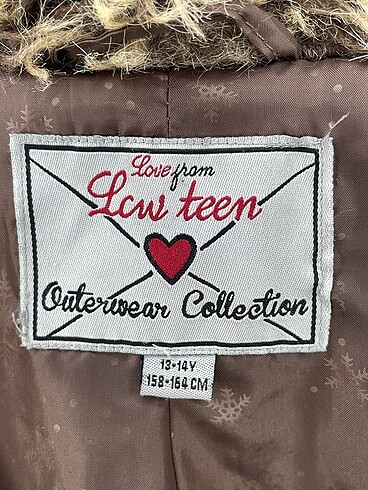 Love from
Lcw teen
Outerwear Collection
13-14Y
158-164 CM